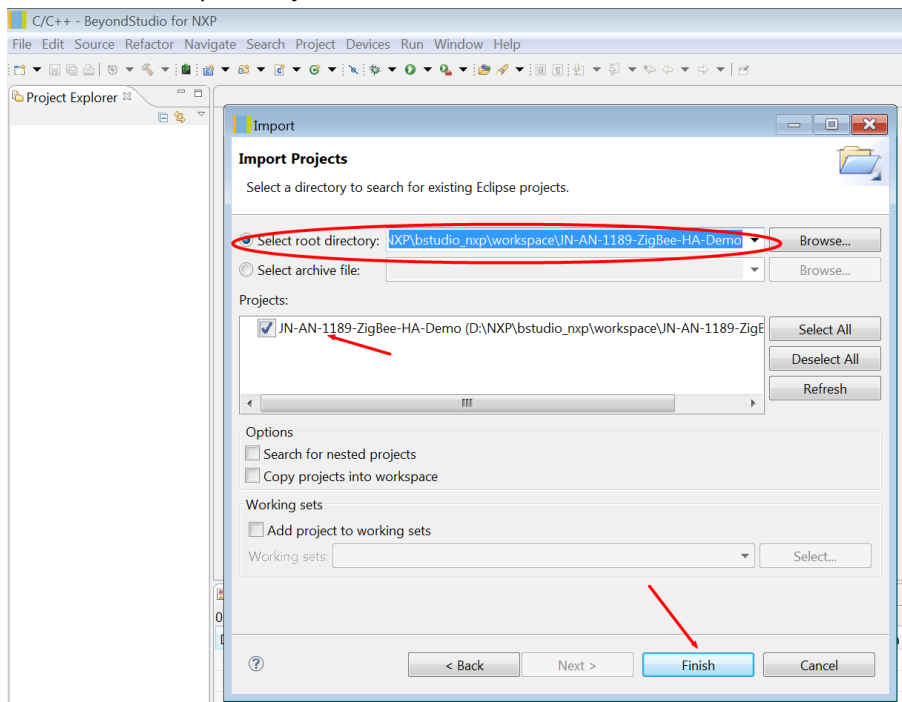 C/C++ - BeyondStudio for NXP
File Edit Source Refactor Navigate Search Project Devices Run Window Help
Project Explorer
Import
Import Projects
Select a directory to search for existing Eclipse projects.
Select root directory: NXP\bstudio_nxp\workspace\JN-AN-1189-ZigBee-HA-Demo Browse...
Select archive file: Browse...
Projects:
JN-AN-1189-ZigBee-HA-Demo (D:\NXP\bstudio_nxp\workspace\JN-AN-1189-ZigB Select All
Deselect All
Refresh
Options
Search for nested projects
Copy projects into workspace
Working sets
Add project to working sets
Working sets: Select...
0
< Back Next > Finish Cancel